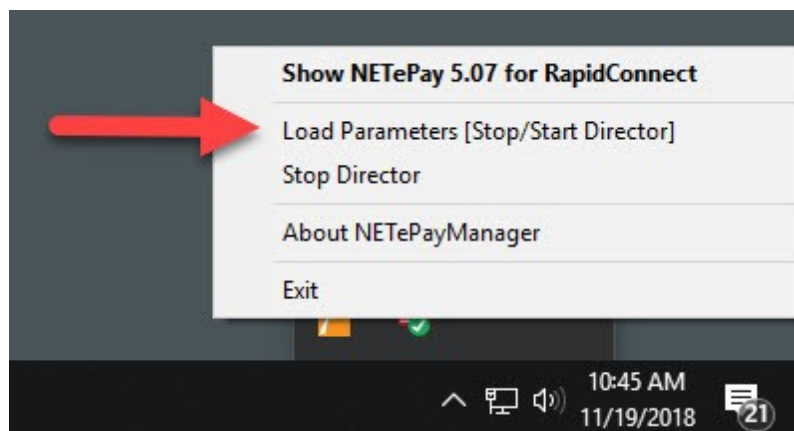 Show NETePay 5.07 for RapidConnect
Load Parameters [Stop/Start Director]
Stop Director
About NETePayManager
Exit
10:45 AM
11/19/2018
21